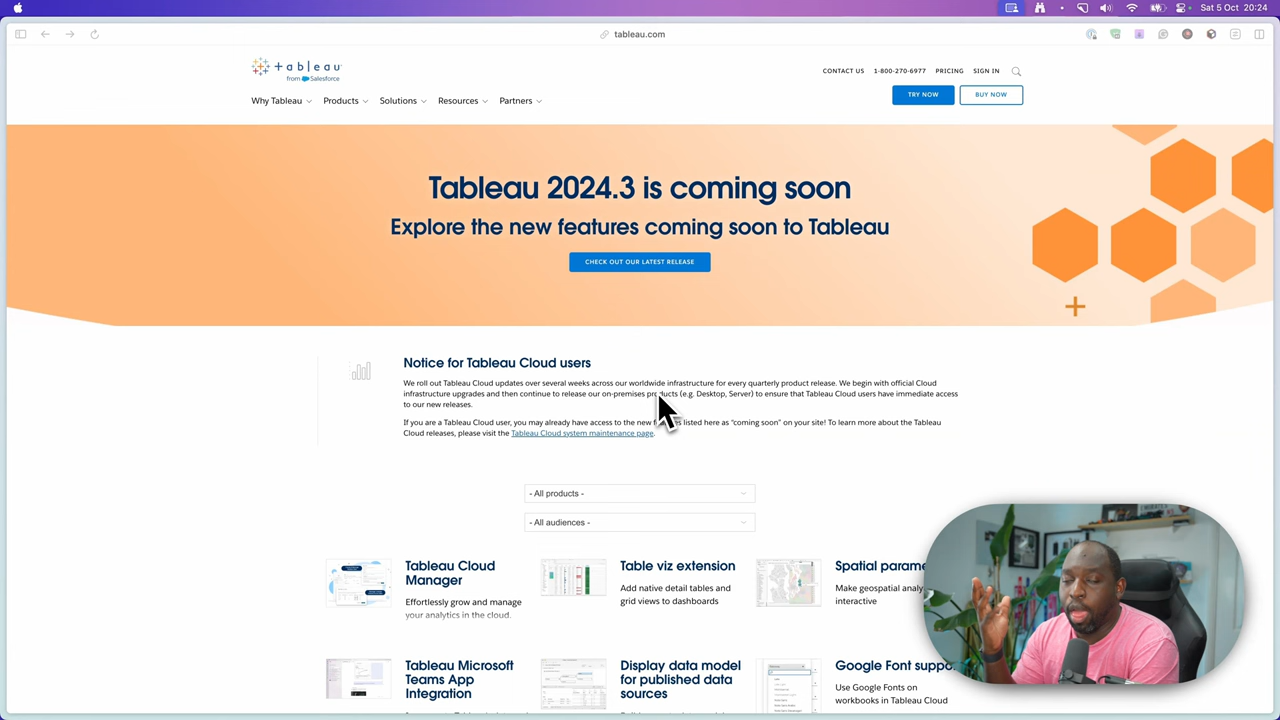 Sat 5 Oct 20:24
tableau.com
+ a b l e a u
from Salesforce
CONTACT US 1-800-270-6977 PRICING SIGN IN
Why Tableau Products Solutions Resources Partners
TRY NOW BUY NOW
Tableau 2024.3 is coming soon
Explore the new features coming soon to Tableau
CHECK OUT OUR LATEST RELEASE
Notice for Tableau Cloud users
We roll out Tableau Cloud updates over several weeks across our worldwide infrastructure for every quarterly product release. We begin with official Cloud
infrastructure upgrades and then continue to release our on-premises products (e.g. Desktop, Server) to ensure that Tableau Cloud users have immediate access
to our new releases.
If you are a Tableau Cloud user, you may already have access to the new listed here as “coming soon” on your site! To learn more about the Tableau
Cloud releases, please visit the Tableau Cloud system maintenance page.
- All products -
- All audiences -
Tableau Cloud
Manager
Effortlessly grow and manage
your analytics in the cloud.
Table viz extension
Add native detail tables and
grid views to dashboards
Spatial
Make geospatial
interactive
Tableau Microsoft
Teams App
Integration
Display data model
for published data
sources
Google Font
Use Google Fonts on
workbooks in Tableau Cloud